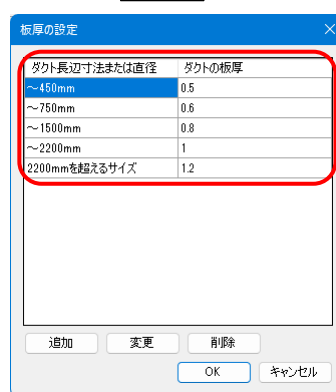 板厚の設定
ダクト長辺寸法または直径 ダクトの板厚
～450mm 0.5
～750mm 0.6
～1500mm 0.8
～2200mm 1
2200mmを超えるサイズ 1.2
追加 変更 削除
OK キャンセル